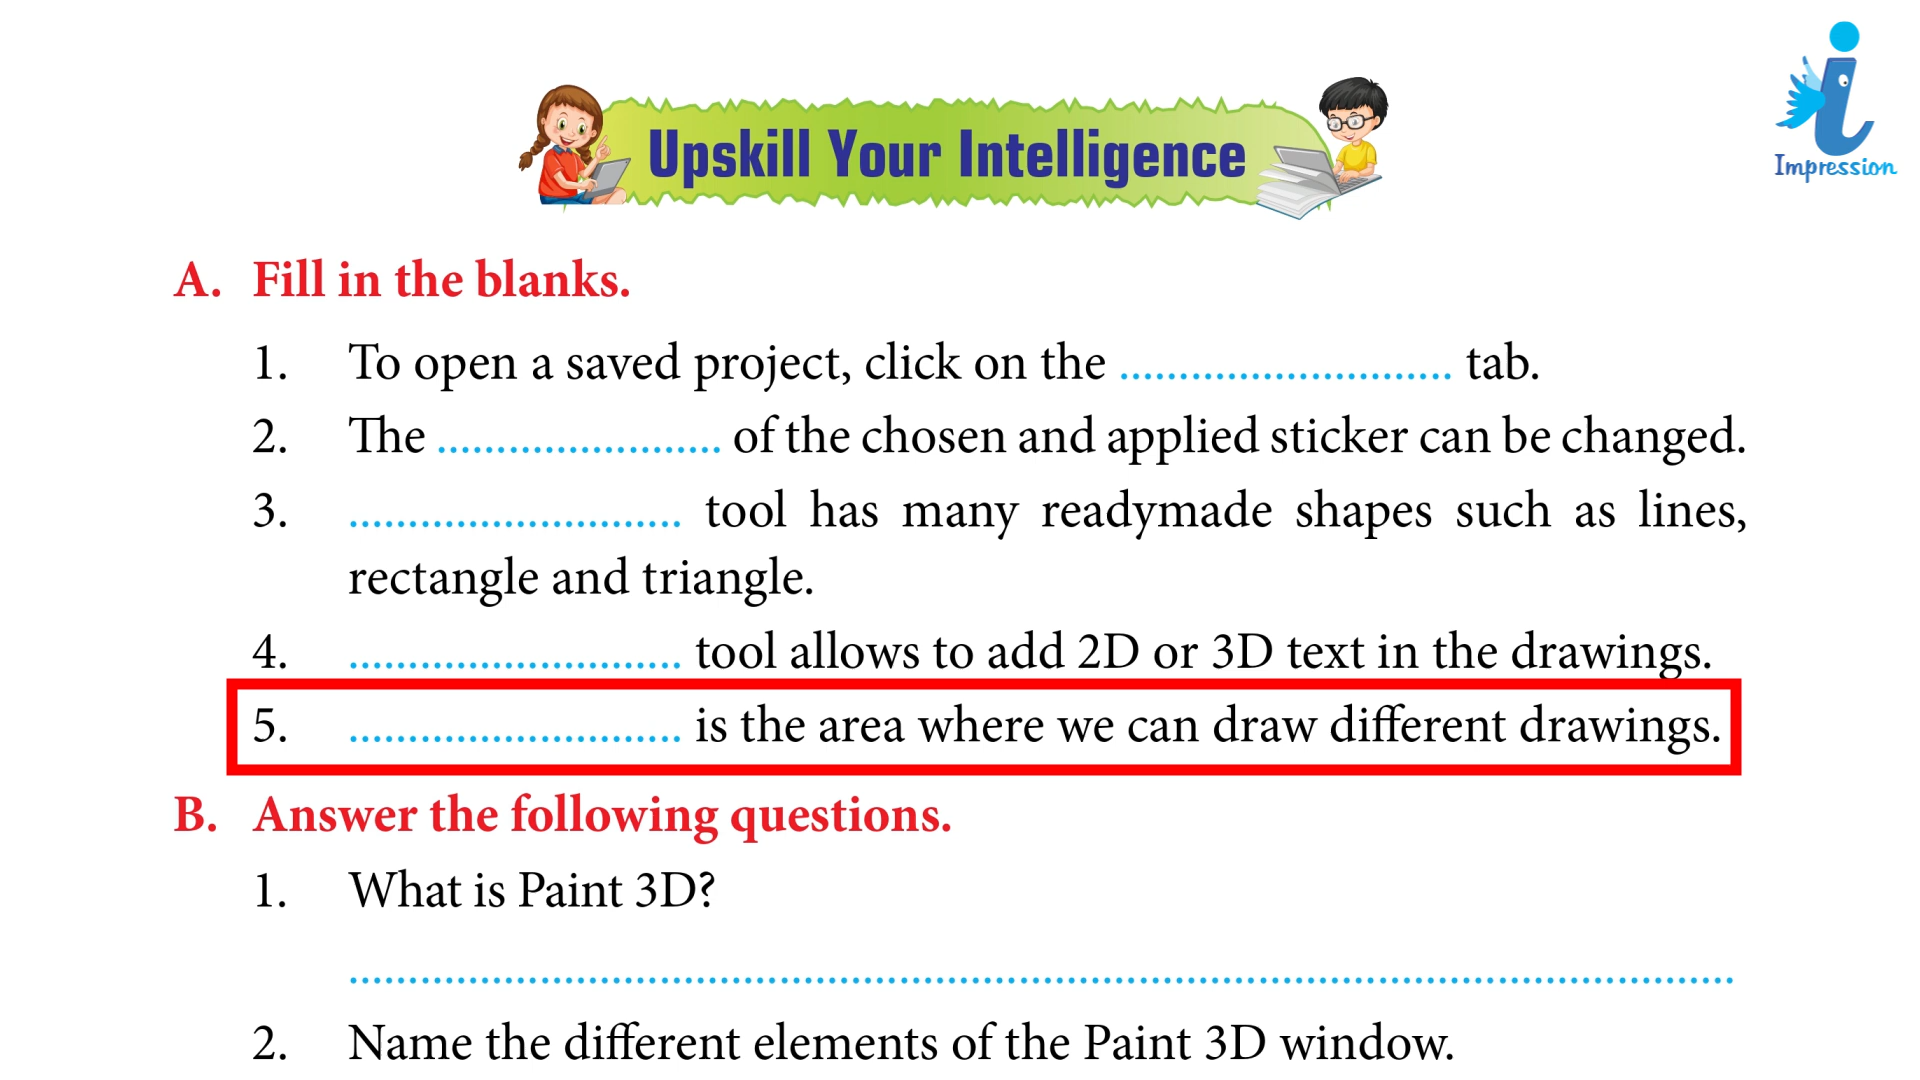 Impression
Upskill Your Intelligence
A. Fill in the blanks.
1. To open a saved project, click on the ............................ tab.
2. The ........................ of the chosen and applied sticker can be changed.
3. ............................ tool has many readymade shapes such as lines,
rectangle and triangle.
4. ............................ tool allows to add 2D or 3D text in the drawings.
5. ............................ is the area where we can draw different drawings.
B. Answer the following questions.
1. What is Paint 3D?
.....................................................................................................................
2. Name the different elements of the Paint 3D window.